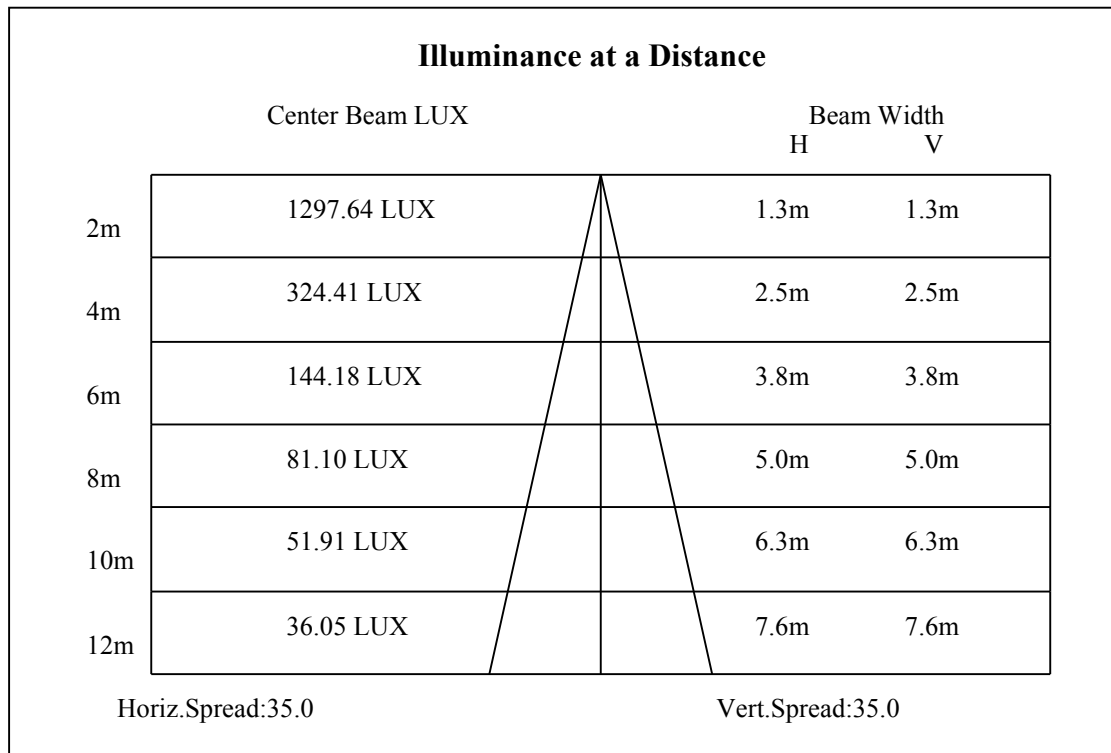 Illuminance at a Distance
Center Beam LUX Beam Width
H V
2m 1297.64 LUX 1.3m 1.3m
4m 324.41 LUX 2.5m 2.5m
6m 144.18 LUX 3.8m 3.8m
8m 81.10 LUX 5.0m 5.0m
10m 51.91 LUX 6.3m 6.3m
12m 36.05 LUX 7.6m 7.6m
Horiz.Spread:35.0 Vert.Spread:35.0